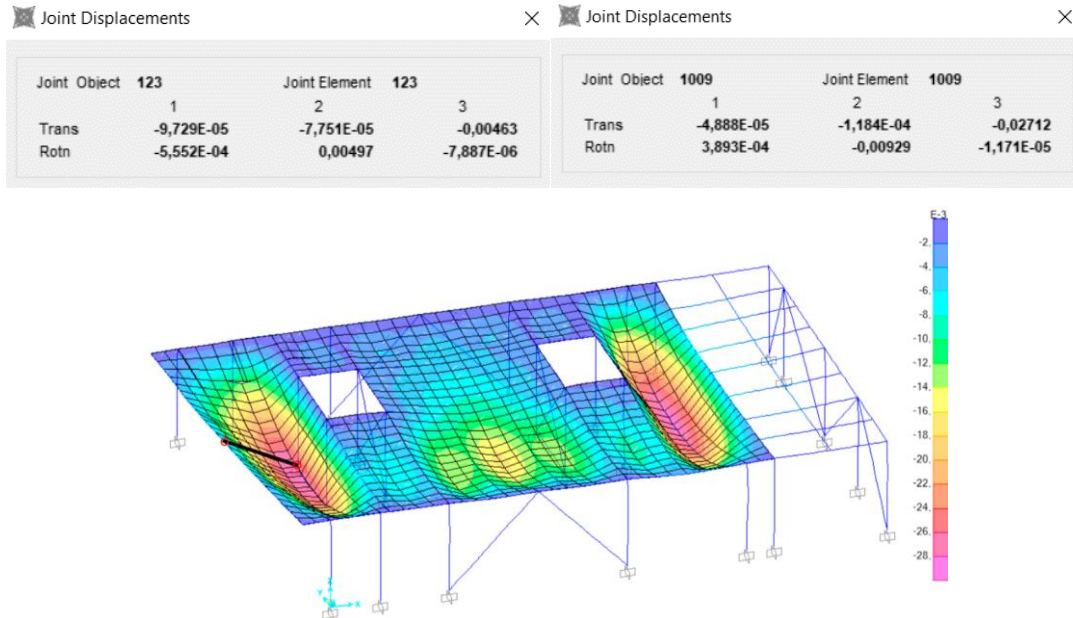 Joint Displacements
Joint Object 123 Joint Element 123
1 2 3
Trans -9,729E-05 -7,751E-05 -0,00463
Rotn -5,552E-04 0,00497 -7,887E-06
Joint Displacements
Joint Object 1009 Joint Element 1009
1 2 3
Trans -4,888E-05 -1,184E-04 -0,02712
Rotn 3,893E-04 -0,00929 -1,171E-05
E-3
-2.
-4.
-6.
-8.
-10.
-12.
-14.
-16.
-18.
-20.
-22.
-24.
-26.
-28.
Z
Y
X